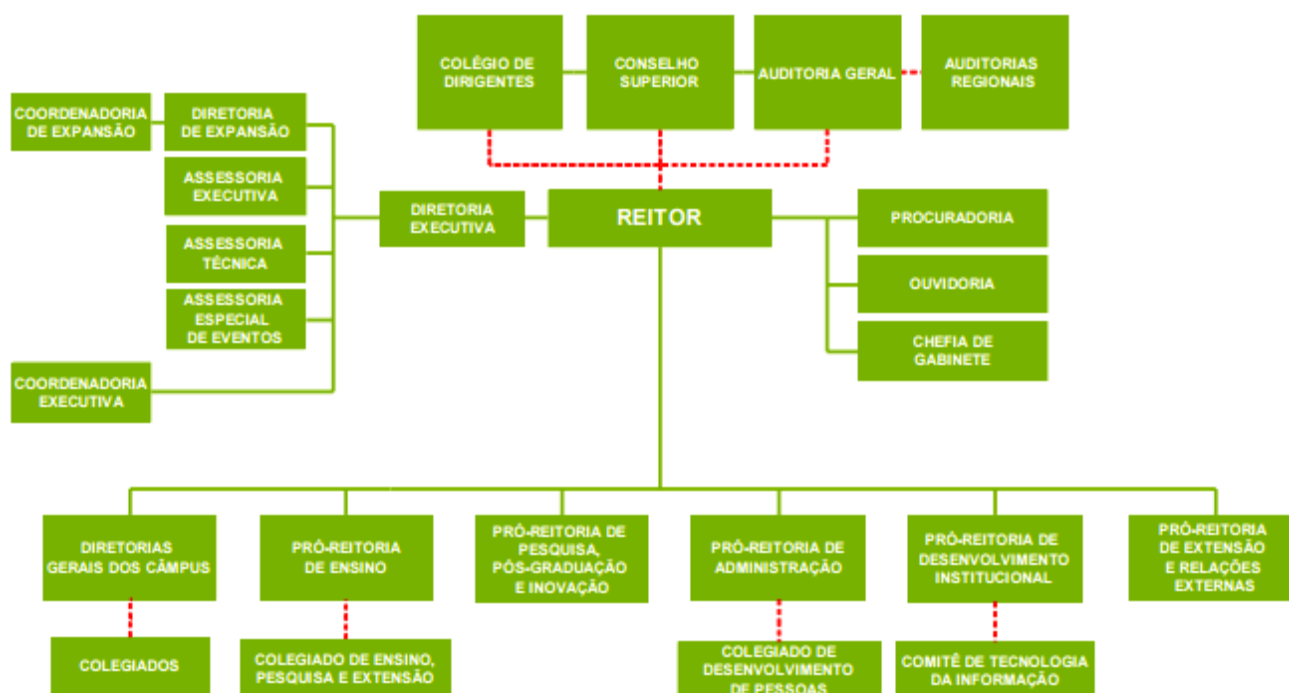 COLÉGIO DE
DIRIGENTES
CONSELHO
SUPERIOR
AUDITORIA GERAL
AUDITORIAS
REGIONAIS
COORDENADORIA
DE EXPANSÃO
DIRETORIA
DE EXPANSÃO
ASSESSORIA
EXECUTIVA
ASSESSORIA
TÉCNICA
ASSESSORIA
ESPECIAL
DE EVENTOS
COORDENADORIA
EXECUTIVA
DIRETORIA
EXECUTIVA
REITOR
PROCURADORIA
OUVIDORIA
CHEFIA DE
GABINETE
DIRETORIAS
GERAIS DOS CÂMPUS
PRÓ-REITORIA
DE ENSINO
PRÓ-REITORIA DE
PESQUISA,
PÓS-GRADUAÇÃO
E INOVAÇÃO
PRÓ-REITORIA DE
ADMINISTRAÇÃO
PRÓ-REITORIA DE
DESENVOLVIMENTO
INSTITUCIONAL
PRÓ-REITORIA
DE EXTENSÃO
E RELAÇÕES
EXTERNAS
COLEGIADOS
COLEGIADO DE ENSINO,
PESQUISA E EXTENSÃO
COLEGIADO DE
DESENVOLVIMENTO
DE PESSOAS
COMITÊ DE TECNOLOGIA
DA INFORMAÇÃO